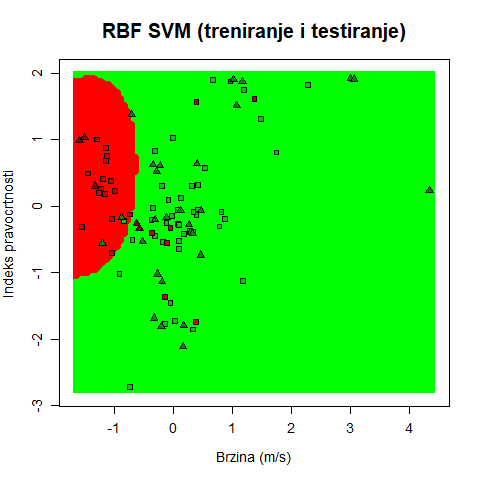 RBF SVM (treniranje i testiranje)
2
1
0
-1
-2
-3
Indeks pravocrtnosti
-1 0 1 2 3 4
Brzina (m/s)